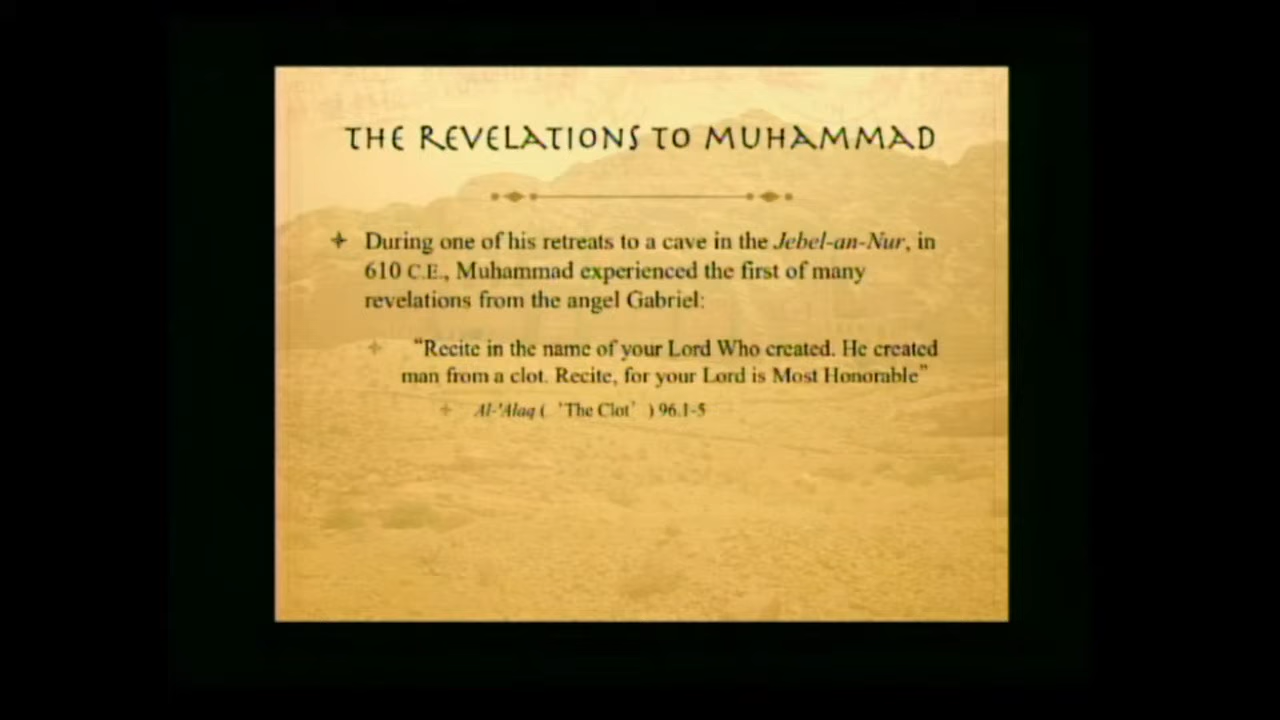 THE REVELATIONS TO MUHAMMAD
During one of his retreats to a cave in the Jebel-an-Nur, in
610 C.E., Muhammad experienced the first of many
revelations from the angel Gabriel:
“Recite in the name of your Lord Who created. He created
man from a clot. Recite, for your Lord is Most Honorable”
Al-'Alaq ( ‘The Clot’ ) 96.1-5